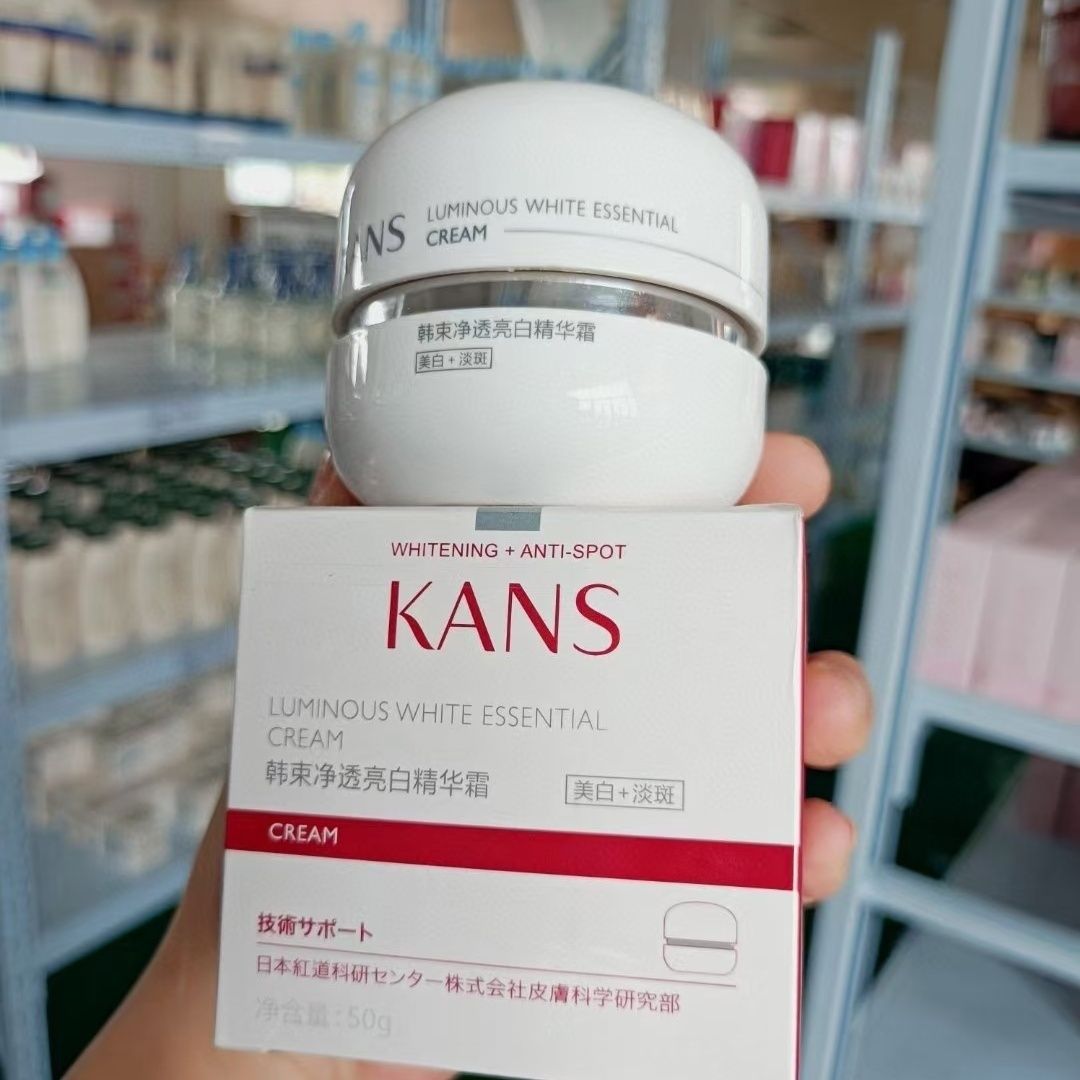 KANS
LUMINOUS WHITE ESSENTIAL
CREAM
韩束净透亮白精华霜
美白+淡斑
WHITENING + ANTI-SPOT
KANS
LUMINOUS WHITE ESSENTIAL
CREAM
韩束净透亮白精华霜
美白+淡斑
CREAM
技術サポート
日本紅道科研センター株式会社皮膚科学研究部
净含量:50g